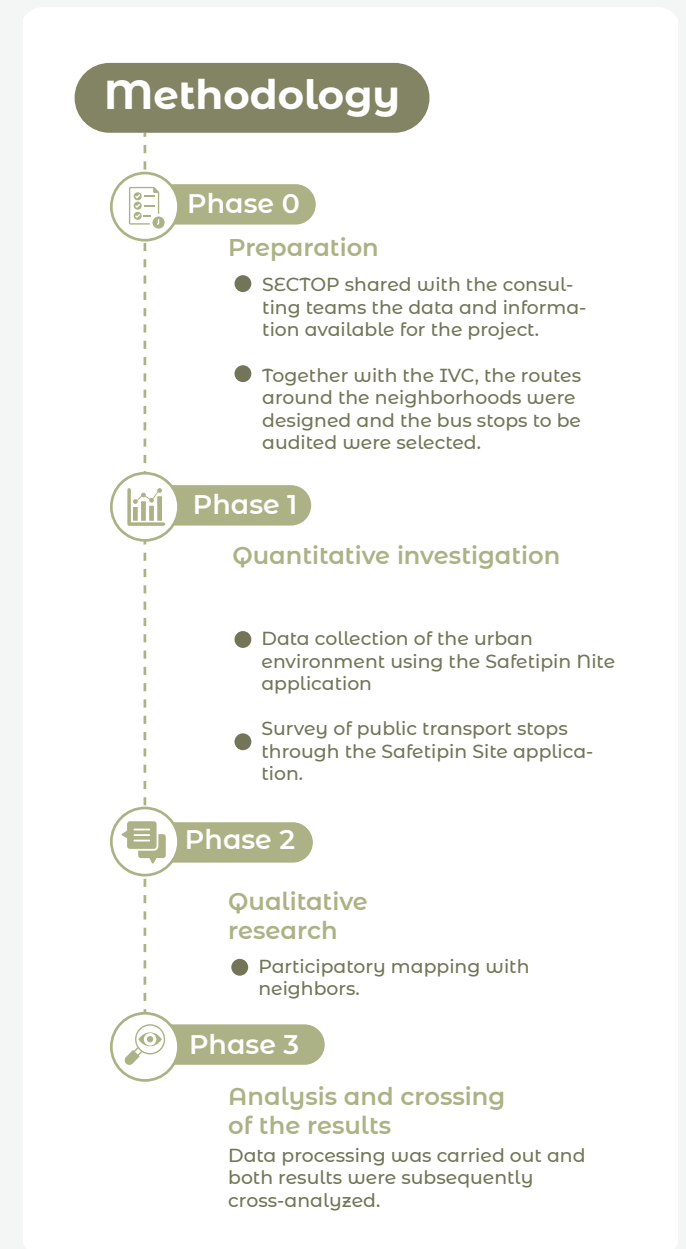 Methodology
Phase 0
Preparation
SECTOP shared with the consul-
ting teams the data and informa-
tion available for the project.
Together with the IVC, the routes
around the neighborhoods were
designed and the bus stops to be
audited were selected.
Phase 1
Quantitative investigation
Data collection of the urban
environment using the Safetipin Nite
application
Survey of public transport stops
through the Safetipin Site applica-
tion.
Phase 2
Qualitative
research
Participatory mapping with
neighbors.
Phase 3
Analysis and crossing
of the results
Data processing was carried out and
both results were subsequently
cross-analyzed.